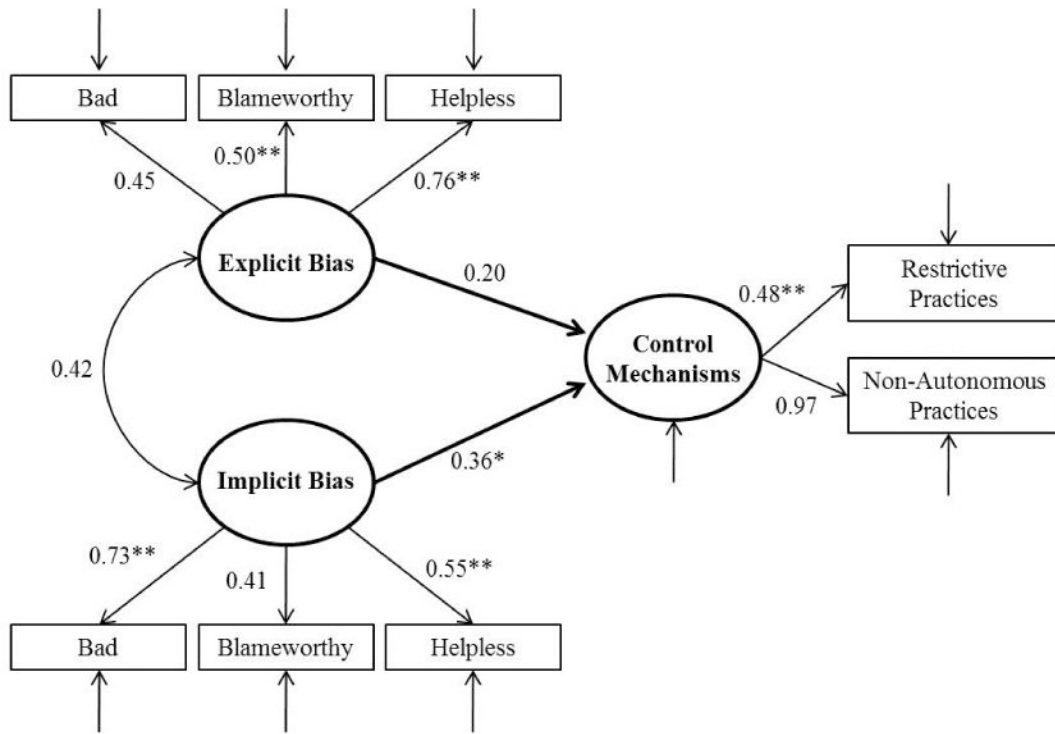 Bad
Blameworthy
Helpless
0.45
0.50**
0.76**
Explicit Bias
0.20
0.42
Control
Mechanisms
0.48**
Restrictive
Practices
0.97
Non-Autonomous
Practices
Implicit Bias
0.36*
0.73**
0.41
0.55**
Bad
Blameworthy
Helpless